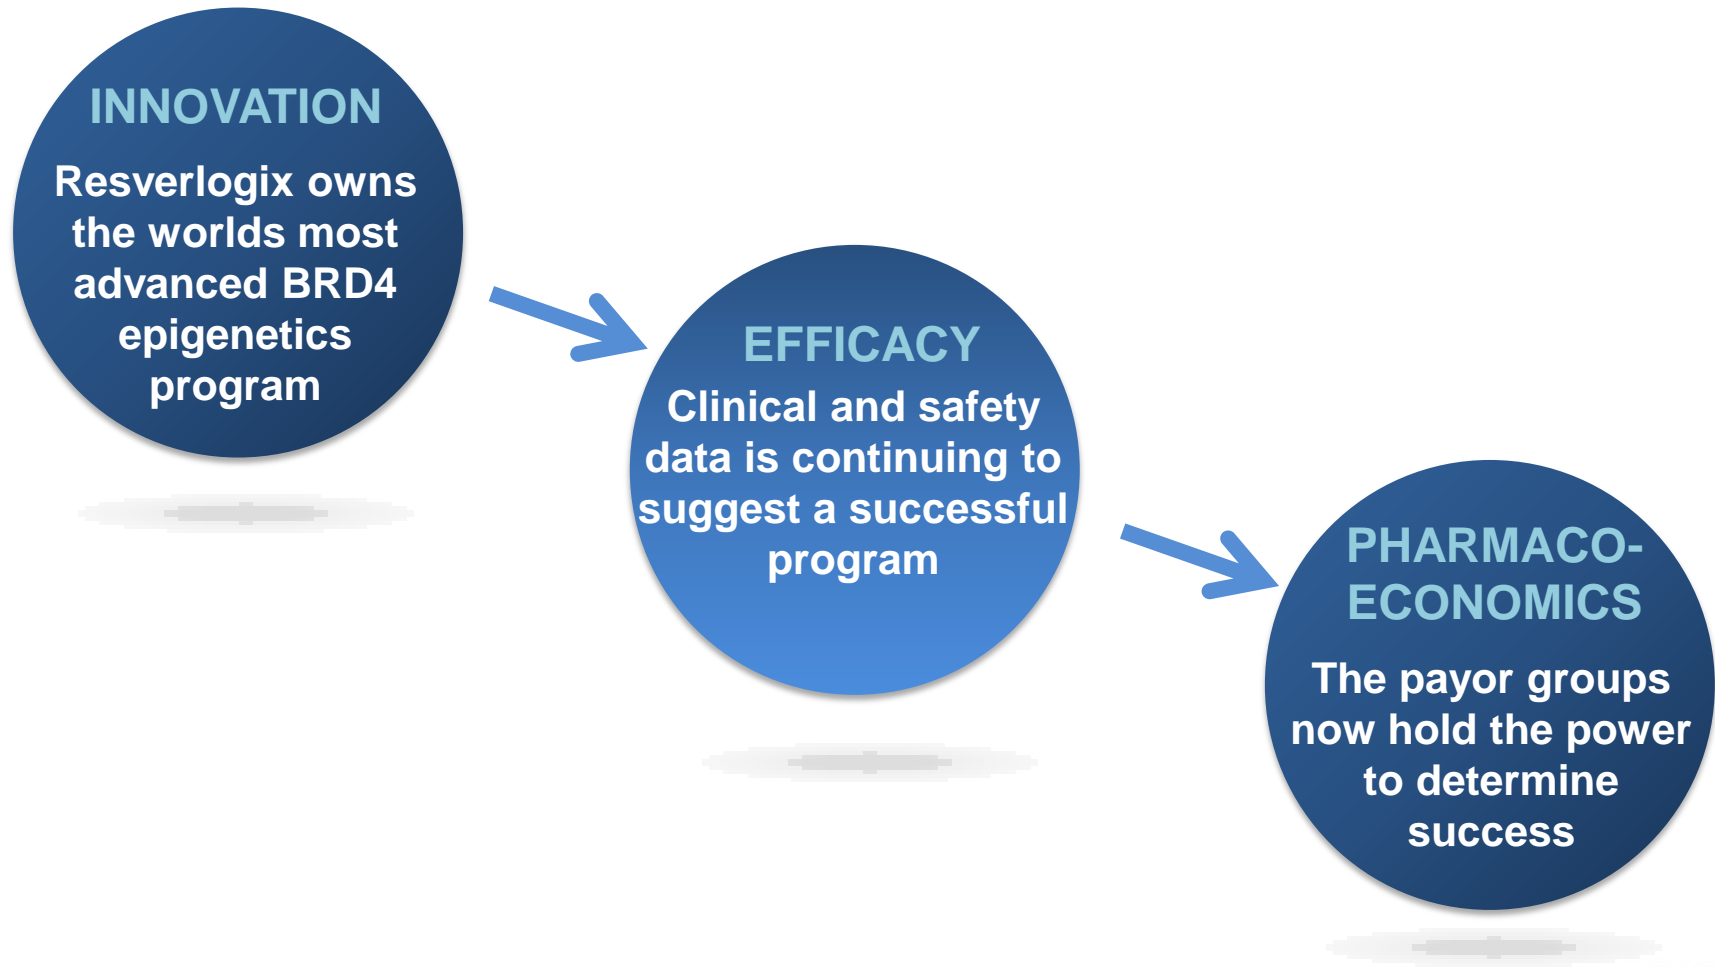 INNOVATION
Resverlogix owns
the worlds most
advanced BRD4
epigenetics
program
EFFICACY
Clinical and safety
data is continuing to
suggest a successful
program
PHARMACO-
ECONOMICS
The payor groups
now hold the power
to determine
success